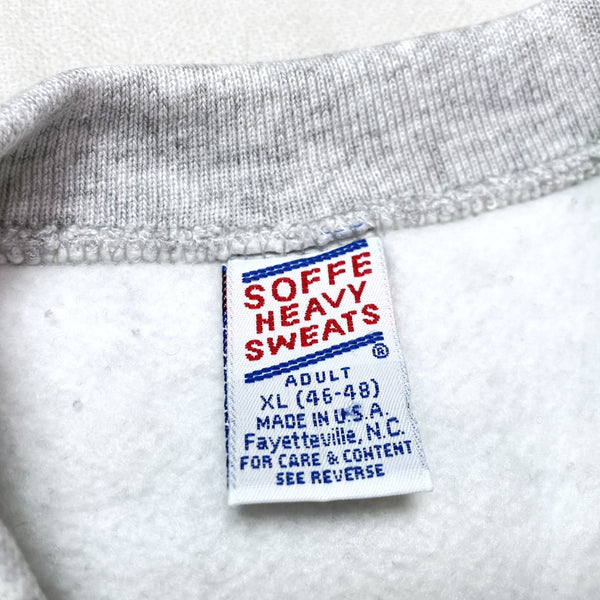 SOFFE
HEAVY
SWEATS
®
ADULT
XL (46-48)
MADE IN U.S.A.
Fayetteville, N.C.
FOR CARE & CONTENT
SEE REVERSE